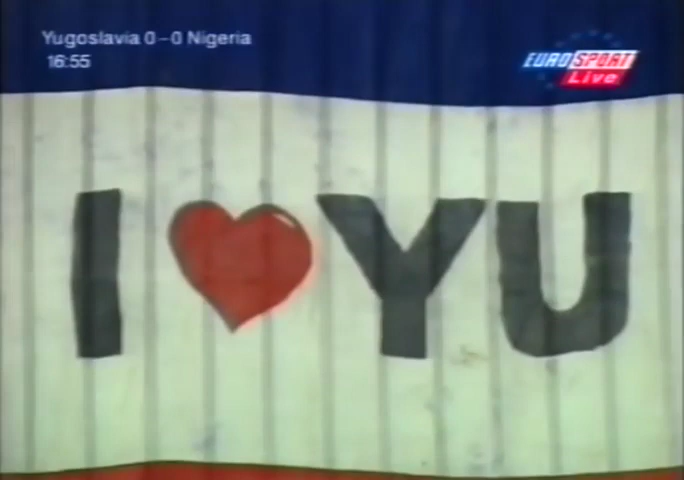 Yugoslavia 0-0 Nigeria
16:55
EUROSPORT
Live
I ❤ YU